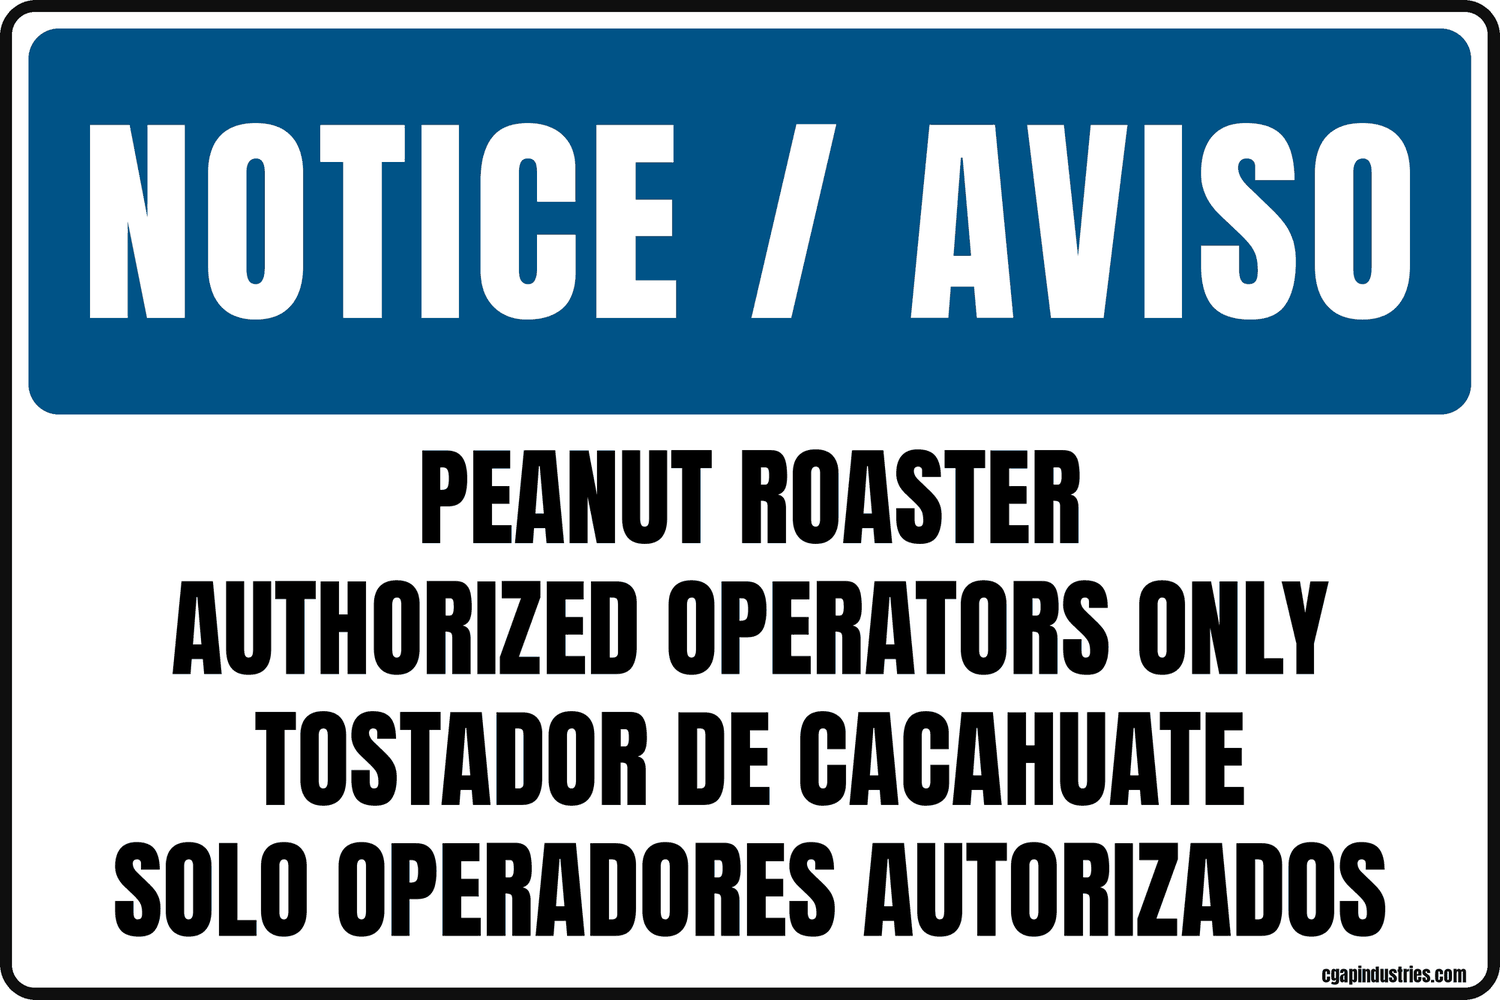 NOTICE / AVISO
PEANUT ROASTER
AUTHORIZED OPERATORS ONLY
TOSTADOR DE CACAHUATE
SOLO OPERADORES AUTORIZADOS
cgapindustries.com